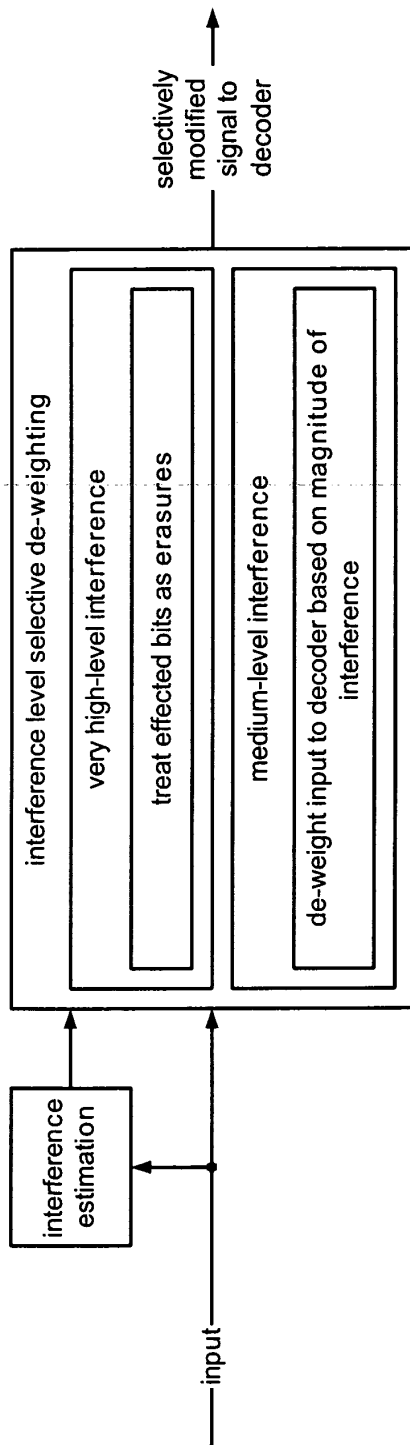 input
interference
estimation
interference level selective de-weighting
very high-level interference
treat effected bits as erasures
medium-level interference
de-weight input to decoder based on magnitude of
interference
selectively
modified
signal to
decoder